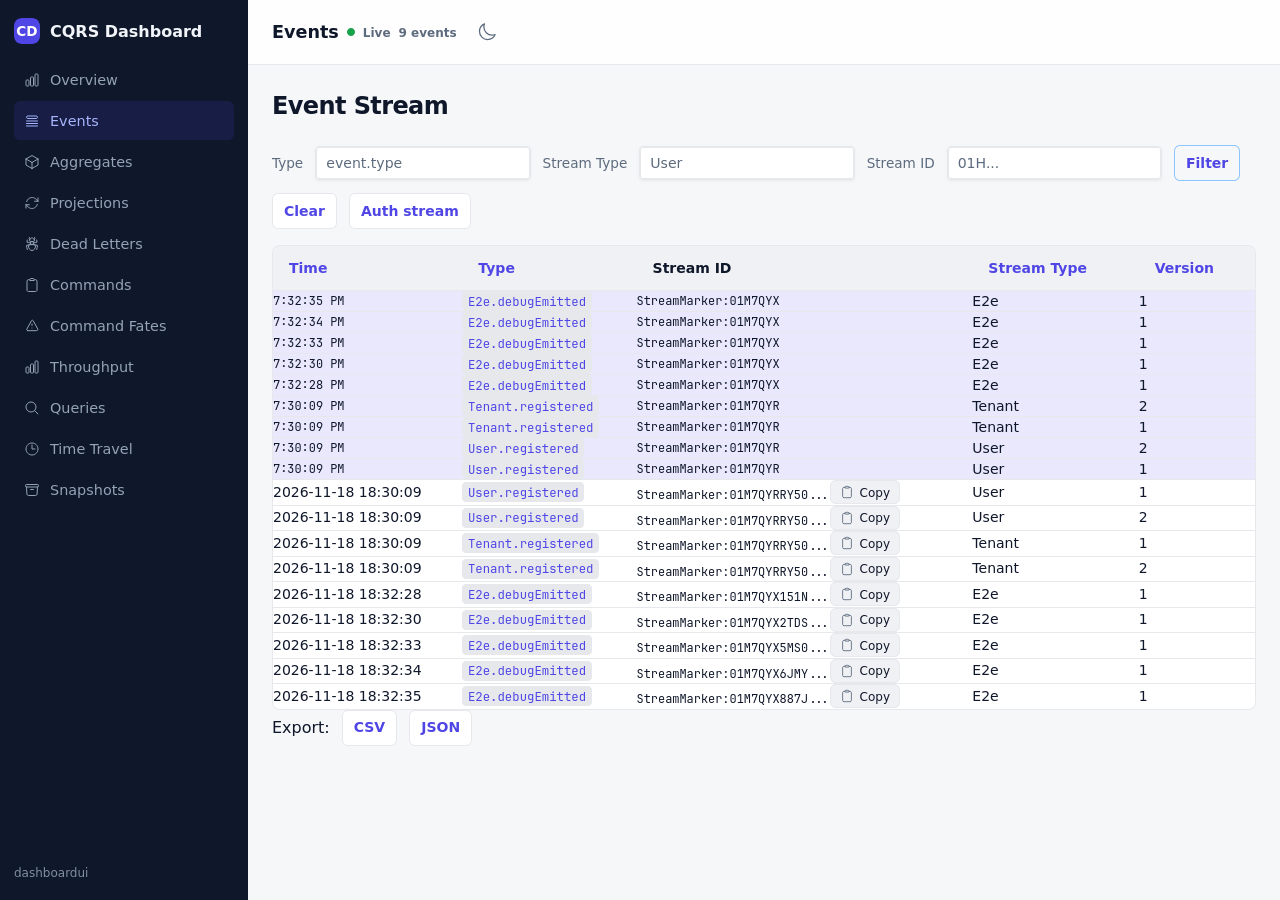 CD CQRS Dashboard
Overview
Events
Aggregates
Projections
Dead Letters
Commands
Command Fates
Throughput
Queries
Time Travel
Snapshots
dashboardui
Events Live 9 events
Event Stream
Type event.type Stream Type User Stream ID 01H... Filter
Clear Auth stream
Time Type Stream ID Stream Type Version
7:32:35 PM E2e.debugEmitted StreamMarker:01M7QYX E2e 1
7:32:34 PM E2e.debugEmitted StreamMarker:01M7QYX E2e 1
7:32:33 PM E2e.debugEmitted StreamMarker:01M7QYX E2e 1
7:32:30 PM E2e.debugEmitted StreamMarker:01M7QYX E2e 1
7:32:28 PM E2e.debugEmitted StreamMarker:01M7QYX E2e 1
7:30:09 PM Tenant.registered StreamMarker:01M7QYR Tenant 2
7:30:09 PM Tenant.registered StreamMarker:01M7QYR Tenant 1
7:30:09 PM User.registered StreamMarker:01M7QYR User 2
7:30:09 PM User.registered StreamMarker:01M7QYR User 1
2026-11-18 18:30:09 User.registered StreamMarker:01M7QYRRY50... Copy User 1
2026-11-18 18:30:09 User.registered StreamMarker:01M7QYRRY50... Copy User 2
2026-11-18 18:30:09 Tenant.registered StreamMarker:01M7QYRRY50... Copy Tenant 1
2026-11-18 18:30:09 Tenant.registered StreamMarker:01M7QYRRY50... Copy Tenant 2
2026-11-18 18:32:28 E2e.debugEmitted StreamMarker:01M7QYX151N... Copy E2e 1
2026-11-18 18:32:30 E2e.debugEmitted StreamMarker:01M7QYX2TDS... Copy E2e 1
2026-11-18 18:32:33 E2e.debugEmitted StreamMarker:01M7QYX5MS0... Copy E2e 1
2026-11-18 18:32:34 E2e.debugEmitted StreamMarker:01M7QYX6JMY... Copy E2e 1
2026-11-18 18:32:35 E2e.debugEmitted StreamMarker:01M7QYX887J... Copy E2e 1
Export: CSV JSON